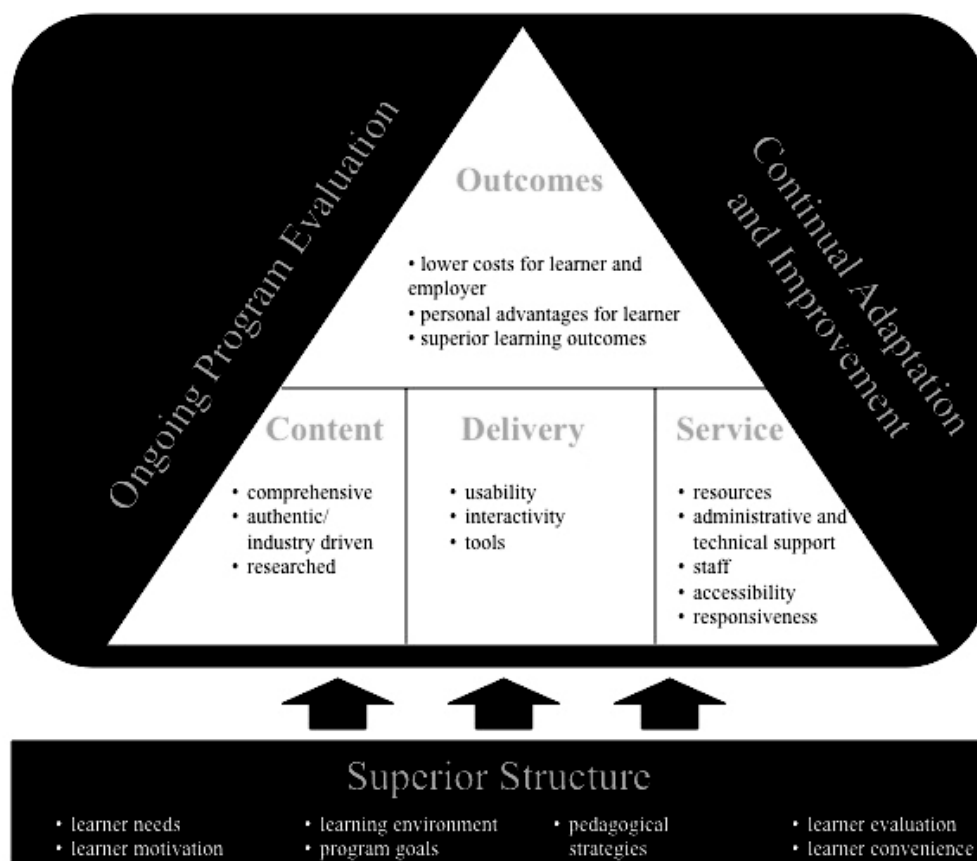 Ongoing Program Evaluation
Continual Adaptation
and Improvement
Outcomes
• lower costs for learner and
employer
• personal advantages for learner
• superior learning outcomes
Content
• comprehensive
• authentic/
industry driven
• researched
Delivery
• usability
• interactivity
• tools
Service
• resources
• administrative and
technical support
• staff
• accessibility
• responsiveness
Superior Structure
• learner needs
• learner motivation
• learning environment
• program goals
• pedagogical
strategies
• learner evaluation
• learner convenience